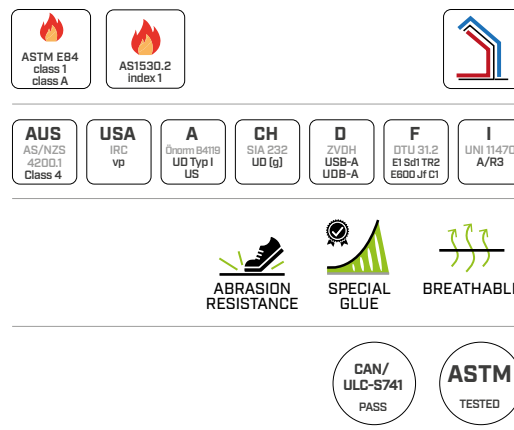 ASTM E84
class 1
class A
AS1530.2
index 1
AUS
AS/NZS
4200.1
Class 4
USA
IRC
vp
A
Önorm B4119
UD Typ I
US
CH
SIA 232
UD (g)
D
ZVDH
USB-A
UDB-A
F
DTU 31.2
E1 Sd1 TR2
E600 Jf C1
I
UNI 11470
A/R3
ABRASION
RESISTANCE
SPECIAL
GLUE
BREATHABLE
CAN/
ULC-S741
PASS
ASTM
TESTED